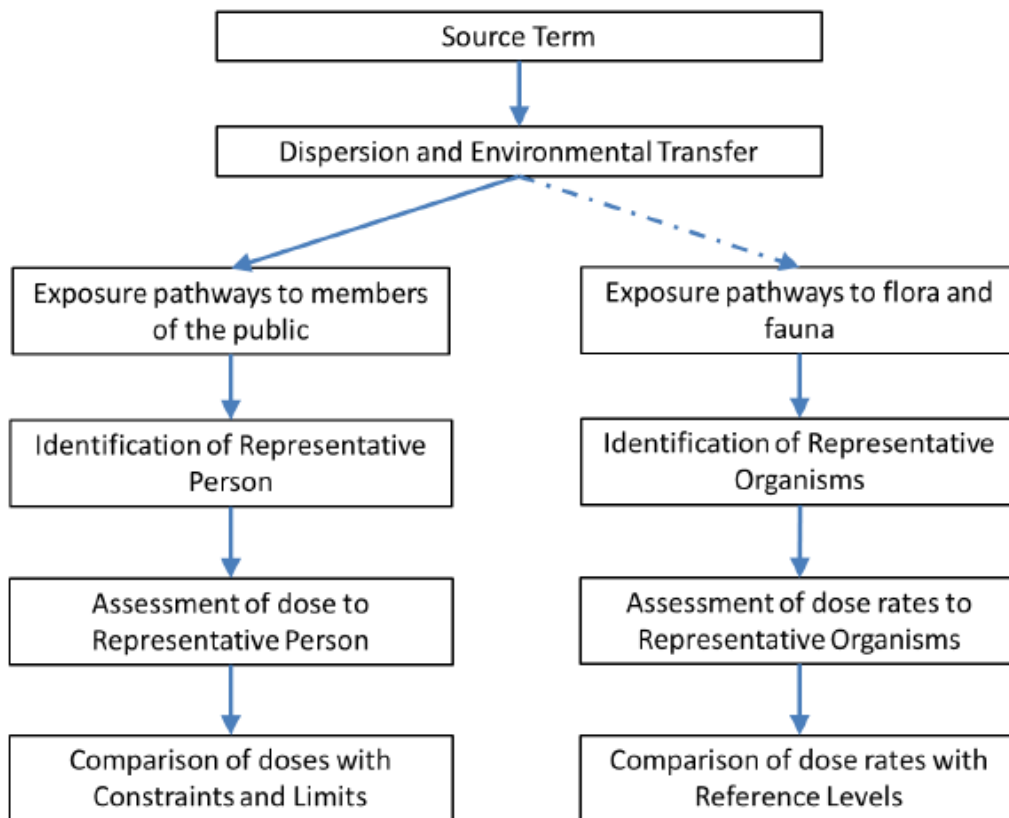 Source Term
Dispersion and Environmental Transfer
Exposure pathways to members
of the public
Exposure pathways to flora and
fauna
Identification of Representative
Person
Identification of Representative
Organisms
Assessment of dose to
Representative Person
Assessment of dose rates to
Representative Organisms
Comparison of doses with
Constraints and Limits
Comparison of dose rates with
Reference Levels